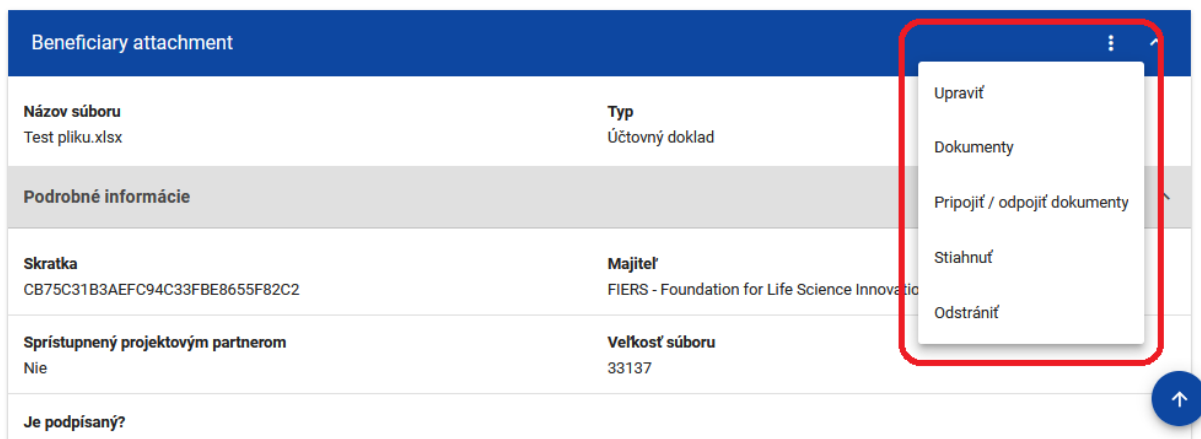 Beneficiary attachment
Upraviť
Dokumenty
Pripojiť / odpojiť dokumenty
Stiahnuť
Odstrániť
Názov súboru
Typ
Test pliku.xlsx
Účtovný doklad
Podrobné informácie
Skratka
Majiteľ
CB75C31B3AEFC94C33FBE8655F82C2
FIERS - Foundation for Life Science
Sprístupnený projektovým partnerom
Veľkosť súboru
Nie
33137
Je podpísaný?